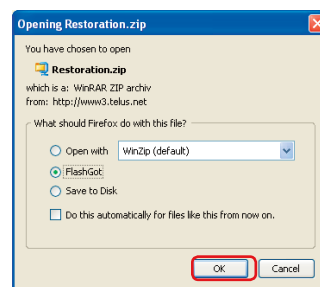 Opening Restoration.zip
You have chosen to open
Restoration.zip
which is a: WinRAR ZIP archiv
from: http://www3.telus.net
What should Firefox do with this file?
Open with WinZip (default)
FlashGot
Save to Disk
Do this automatically for files like this from now on.
OK Cancel